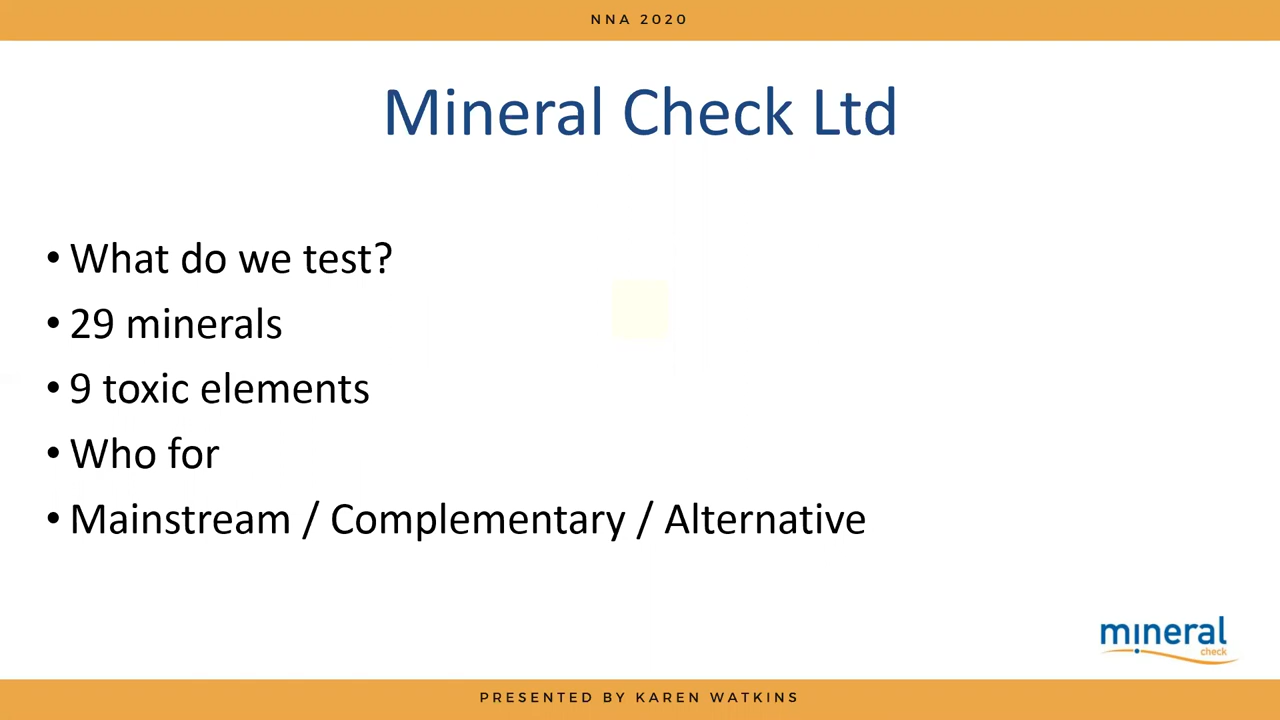 NNA 2020
Mineral Check Ltd
• What do we test?
• 29 minerals
• 9 toxic elements
• Who for
• Mainstream / Complementary / Alternative
mineral
check
PRESENTED BY KAREN WATKINS